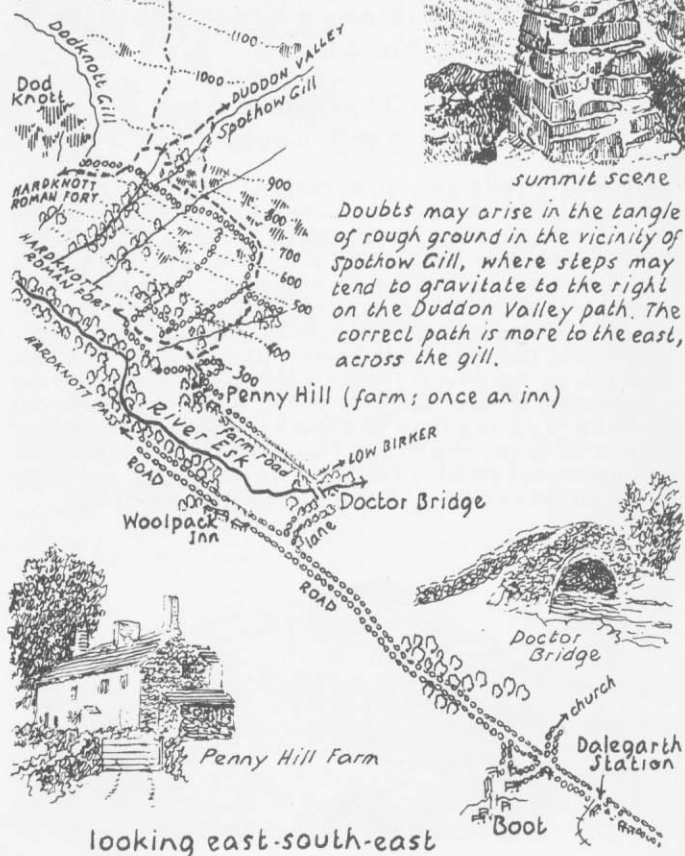 1100
Dodknott Gill
1000
DUDDON VALLEY
Spothow Gill
Dod
Knott
HARDKNOTT
ROMAN FORT
900
800
700
600
500
400
300
HARDKNOTT
ROMAN FORT
summit scene
Doubts may arise in the tangle
of rough ground in the vicinity of
Spothow Gill, where steps may
tend to gravitate to the right
on the Duddon Valley path. The
correct path is more to the east,
across the gill.
Penny Hill (farm; once an inn)
HARDKNOTT PASS
River Esk
farm road
LOW BIRKER
ROAD
Doctor Bridge
Woolpack
Inn
lane
ROAD
Doctor
Bridge
Penny Hill Farm
church
Dalegarth
Station
Boot
looking east-south-east